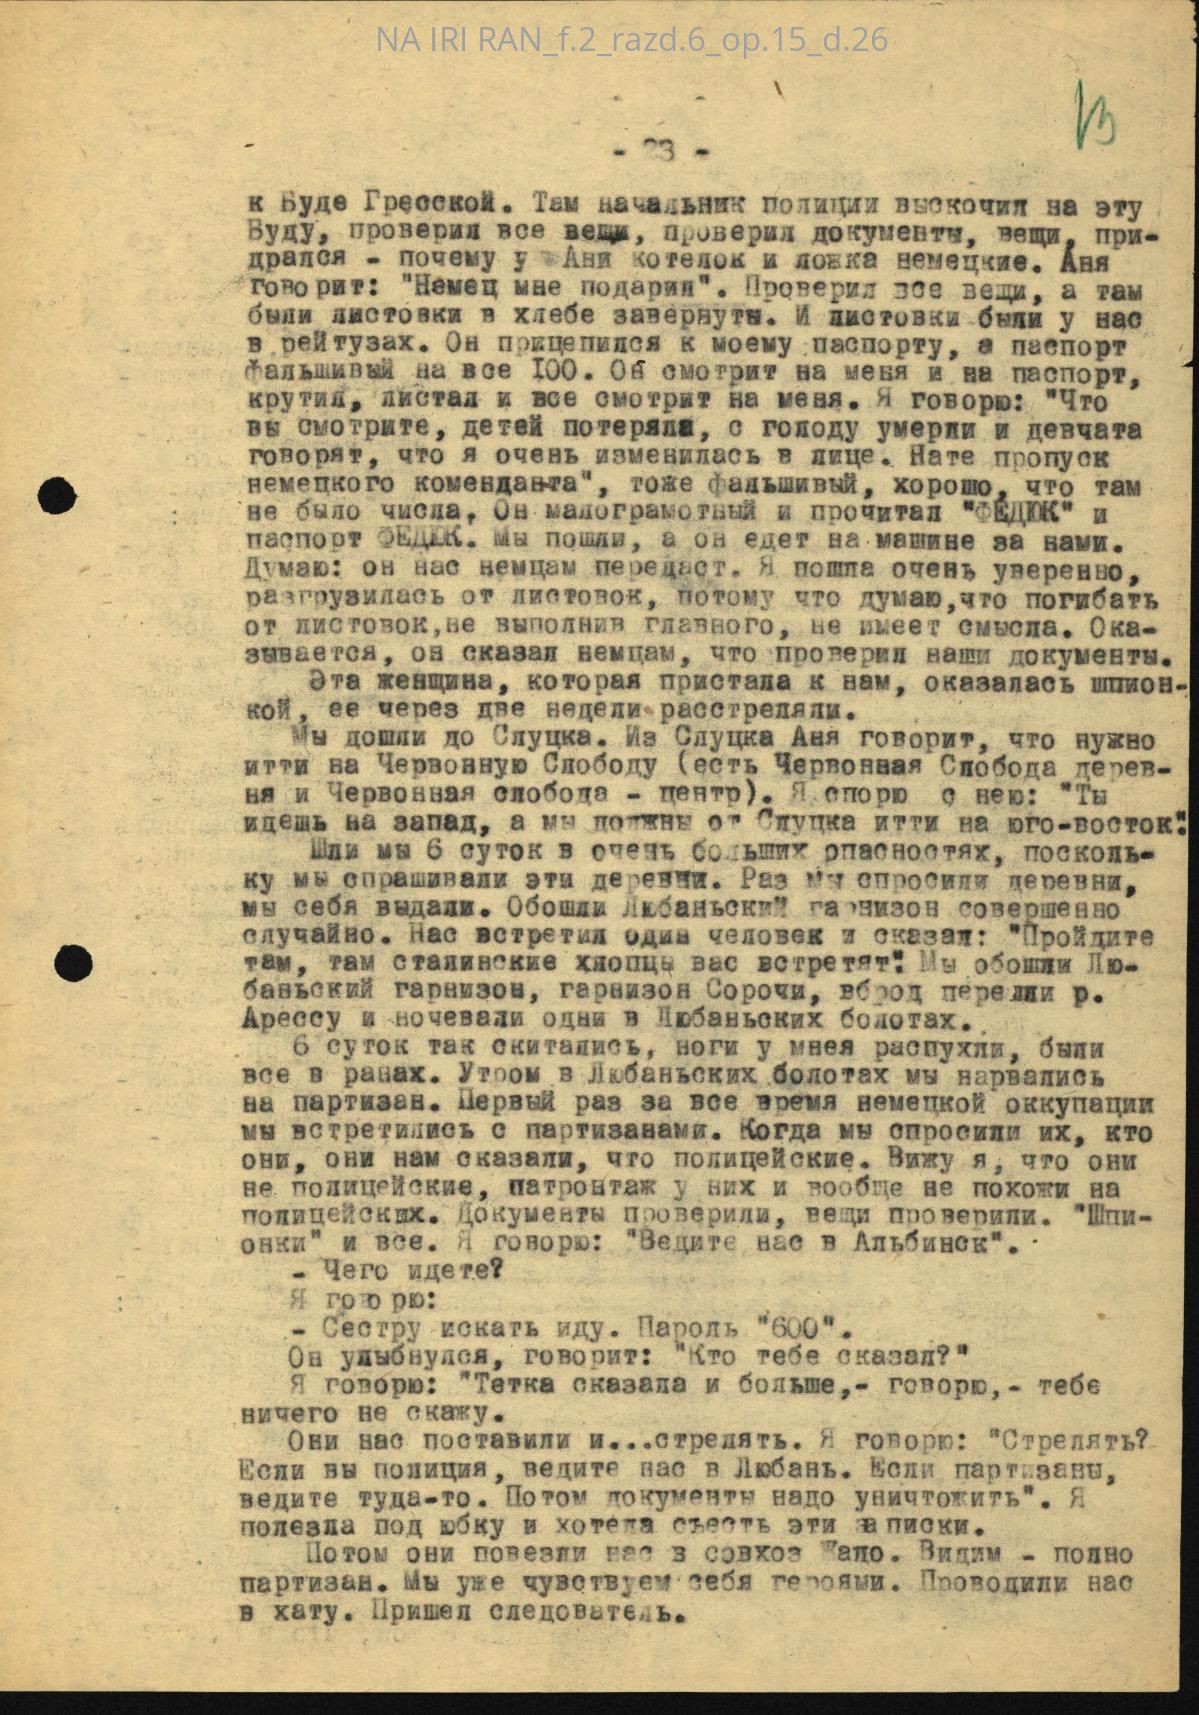 NA IRI RAN_f.2_razd.6_op.15_d.26
13
- 23 -
к Буде Гресской. Там начальник полиции выскочил на эту
Буду, проверил все вещи, проверил документы, вещи, при-
дрался - почему у Ани котелок и ложка немецкие. Аня
говорит: "Немец мне подарил". Проверил все вещи, а там
были листовки в хлебе завернуты. И листовки были у нас
в рейтузах. Он прицепился к моему паспорту, а паспорт
фальшивый на все 100. Он смотрит на меня и на паспорт,
крутил, листал и все смотрит на меня. Я говорю: "Что
вы смотрите, детей потеряла, с голоду умерли и девчата
говорят, что я очень изменилась в лице. Нате пропуск
немецкого коменданта", тоже фальшивый, хорошо, что там
не было числа. Он малограмотный и прочитал "ФЕДЮК" и
паспорт ФЕДЮК. Мы пошли, а он едет на машине за нами.
Думаю: он нас немцам передаст. Я пошла очень уверенно,
разгрузилась от листовок, потому что думаю,что погибать
от листовок,не выполнив главного, не имеет смысла. Ока-
зывается, он сказал немцам, что проверил наши документы.
Эта женщина, которая пристала к нам, оказалась шпион-
кой, ее через две недели расстреляли.
Мы дошли до Слуцка. Из Слуцка Аня говорит, что нужно
итти на Червонную Слободу (есть Червонная Слобода дерев-
ня и Червонная слобода - центр). Я спорю с нею: "Ты
идешь на запад, а мы должны от Слуцка итти на юго-восток".
Шли мы 6 суток в очень больших опасностях, посколь-
ку мы спрашивали эти деревни. Раз мы спросили деревни,
мы себя выдали. Обошли Любаньский гарнизон совершенно
случайно. Нас встретил один человек и сказал: "Пройдите
там, там сталинские хлопцы вас встретят". Мы обошли Лю-
баньский гарнизон, гарнизон Сорочи, вброд перешли р.
Арессу и ночевали одни в Любаньских болотах.
6 суток так скитались, ноги у мнея распухли, были
все в ранах. Утром в Любаньских болотах мы нарвались
на партизан. Первый раз за все время немецкой оккупации
мы встретились с партизанами. Когда мы спросили их, кто
они, они нам сказали, что полицейские. Вижу я, что они
не полицейские, патронтаж у них и вообще не похожи на
полицейских. Документы проверили, вещи проверили. "Шпи-
онки" и все. Я говорю: "Ведите нас в Альбинск".
- Чего идете?
Я говорю:
- Сестру искать иду. Пароль "600".
Он улыбнулся, говорит: "Кто тебе сказал?"
Я говорю: "Тетка сказала и больше,- говорю,- тебе
ничего не скажу.
Они нас поставили и...стрелять. Я говорю: "Стрелять?
Если вы полиция, ведите нас в Любань. Если партизаны,
ведите туда-то. Потом документы надо уничтожить". Я
полезла под юбку и хотела съесть эти записки.
Потом они повезли нас в совхоз Жало. Видим - полно
партизан. Мы уже чувствуем себя героями. Проводили нас
в хату. Пришел следователь.